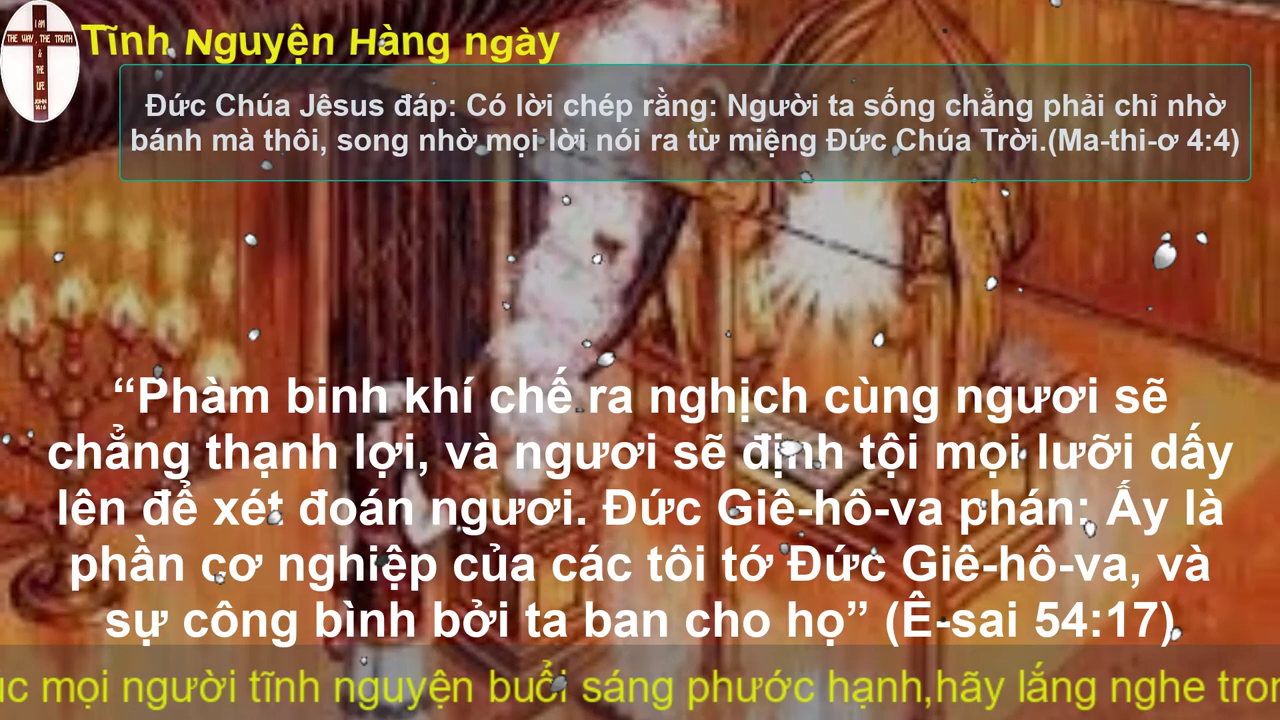 I AM
THE WAY, THE TRUTH
&
THE
LIFE
JOHN
14:6
Tĩnh Nguyện Hàng ngày
Đức Chúa Jêsus đáp: Có lời chép rằng: Người ta sống chẳng phải chỉ nhờ
bánh mà thôi, song nhờ mọi lời nói ra từ miệng Đức Chúa Trời.(Ma-thi-ơ 4:4)
“Phàm binh khí chế ra nghịch cùng ngươi sẽ
chẳng thạnh lợi, và ngươi sẽ định tội mọi lưỡi dấy
lên để xét đoán ngươi. Đức Giê-hô-va phán: Ấy là
phần cơ nghiệp của các tôi tớ Đức Giê-hô-va, và
sự công bình bởi ta ban cho họ” (Ê-sai 54:17)
mọi người tĩnh nguyện buổi sáng phước hạnh,hãy lắng nghe